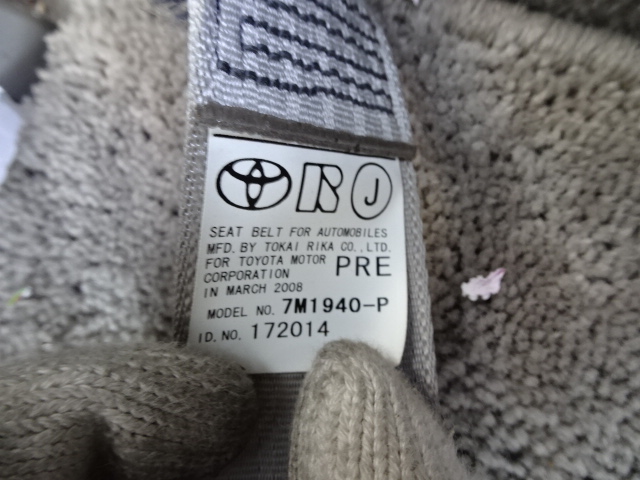 J
SEAT BELT FOR AUTOMOBILES
MFD. BY TOKAI RIKA CO., LTD.
FOR TOYOTA MOTOR
CORPORATION PRE
IN MARCH 2008
MODEL NO. 7M1940-P
ID. NO. 172014